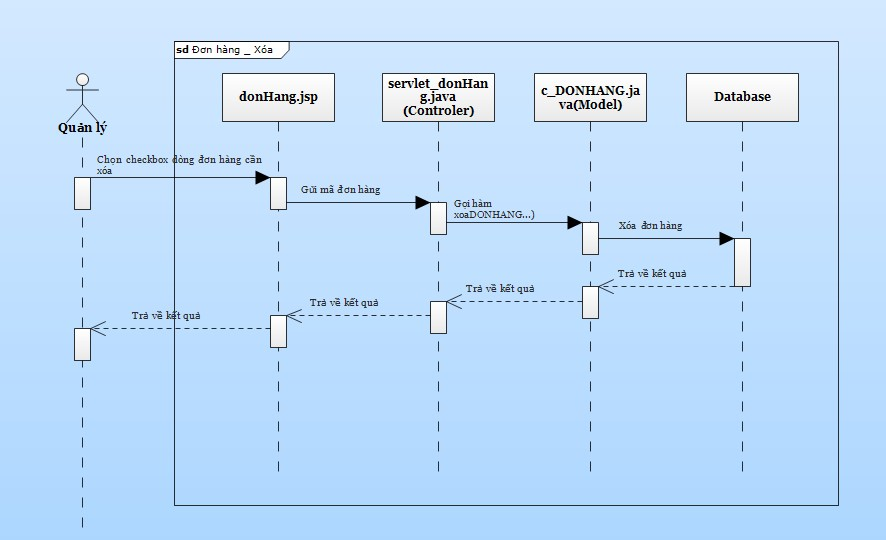 sd Đơn hàng _ Xóa
Quản lý
donHang.jsp
servlet_donHan
g.java
(Controler)
c_DONHANG.ja
va(Model)
Database
Chọn checkbox dòng đơn hàng cần
xóa
Gửi mã đơn hàng
Gọi hàm
xoaDONHANG...)
Xóa đơn hàng
Trả về kết quả
Trả về kết quả
Trả về kết quả
Trả về kết quả